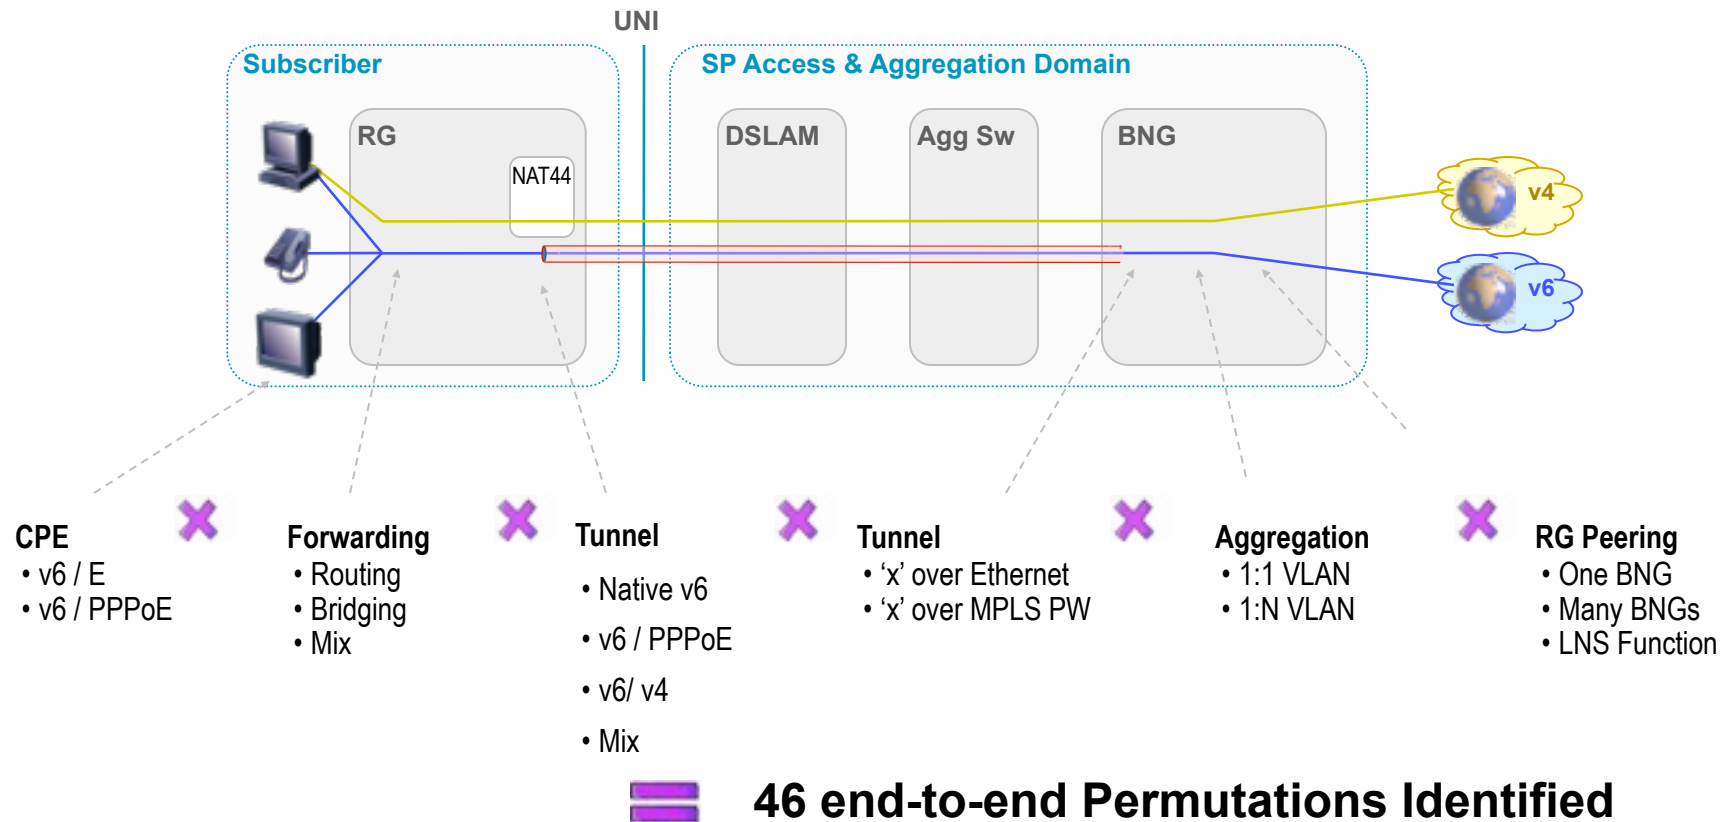 UNI
Subscriber
SP Access & Aggregation Domain
RG
DSLAM
Agg Sw
BNG
NAT44
v4
v6
CPE
• v6 / E
• v6 / PPPoE
Forwarding
• Routing
• Bridging
• Mix
Tunnel
• Native v6
• v6 / PPPoE
• v6/ v4
• Mix
Tunnel
• ‘x’ over Ethernet
• ‘x’ over MPLS PW
Aggregation
• 1:1 VLAN
• 1:N VLAN
RG Peering
• One BNG
• Many BNGs
• LNS Function
46 end-to-end Permutations Identified